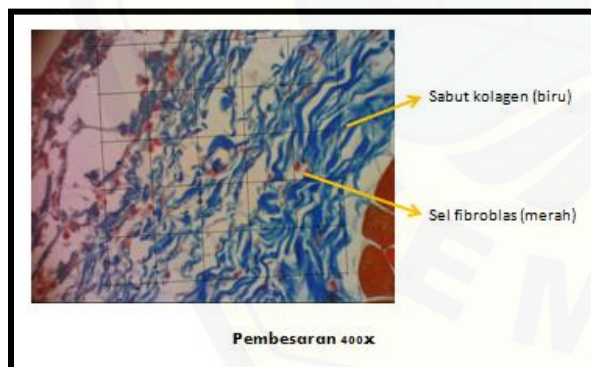 Sabut kolagen (biru)
Sel fibroblas (merah)
Pembesaran 400x